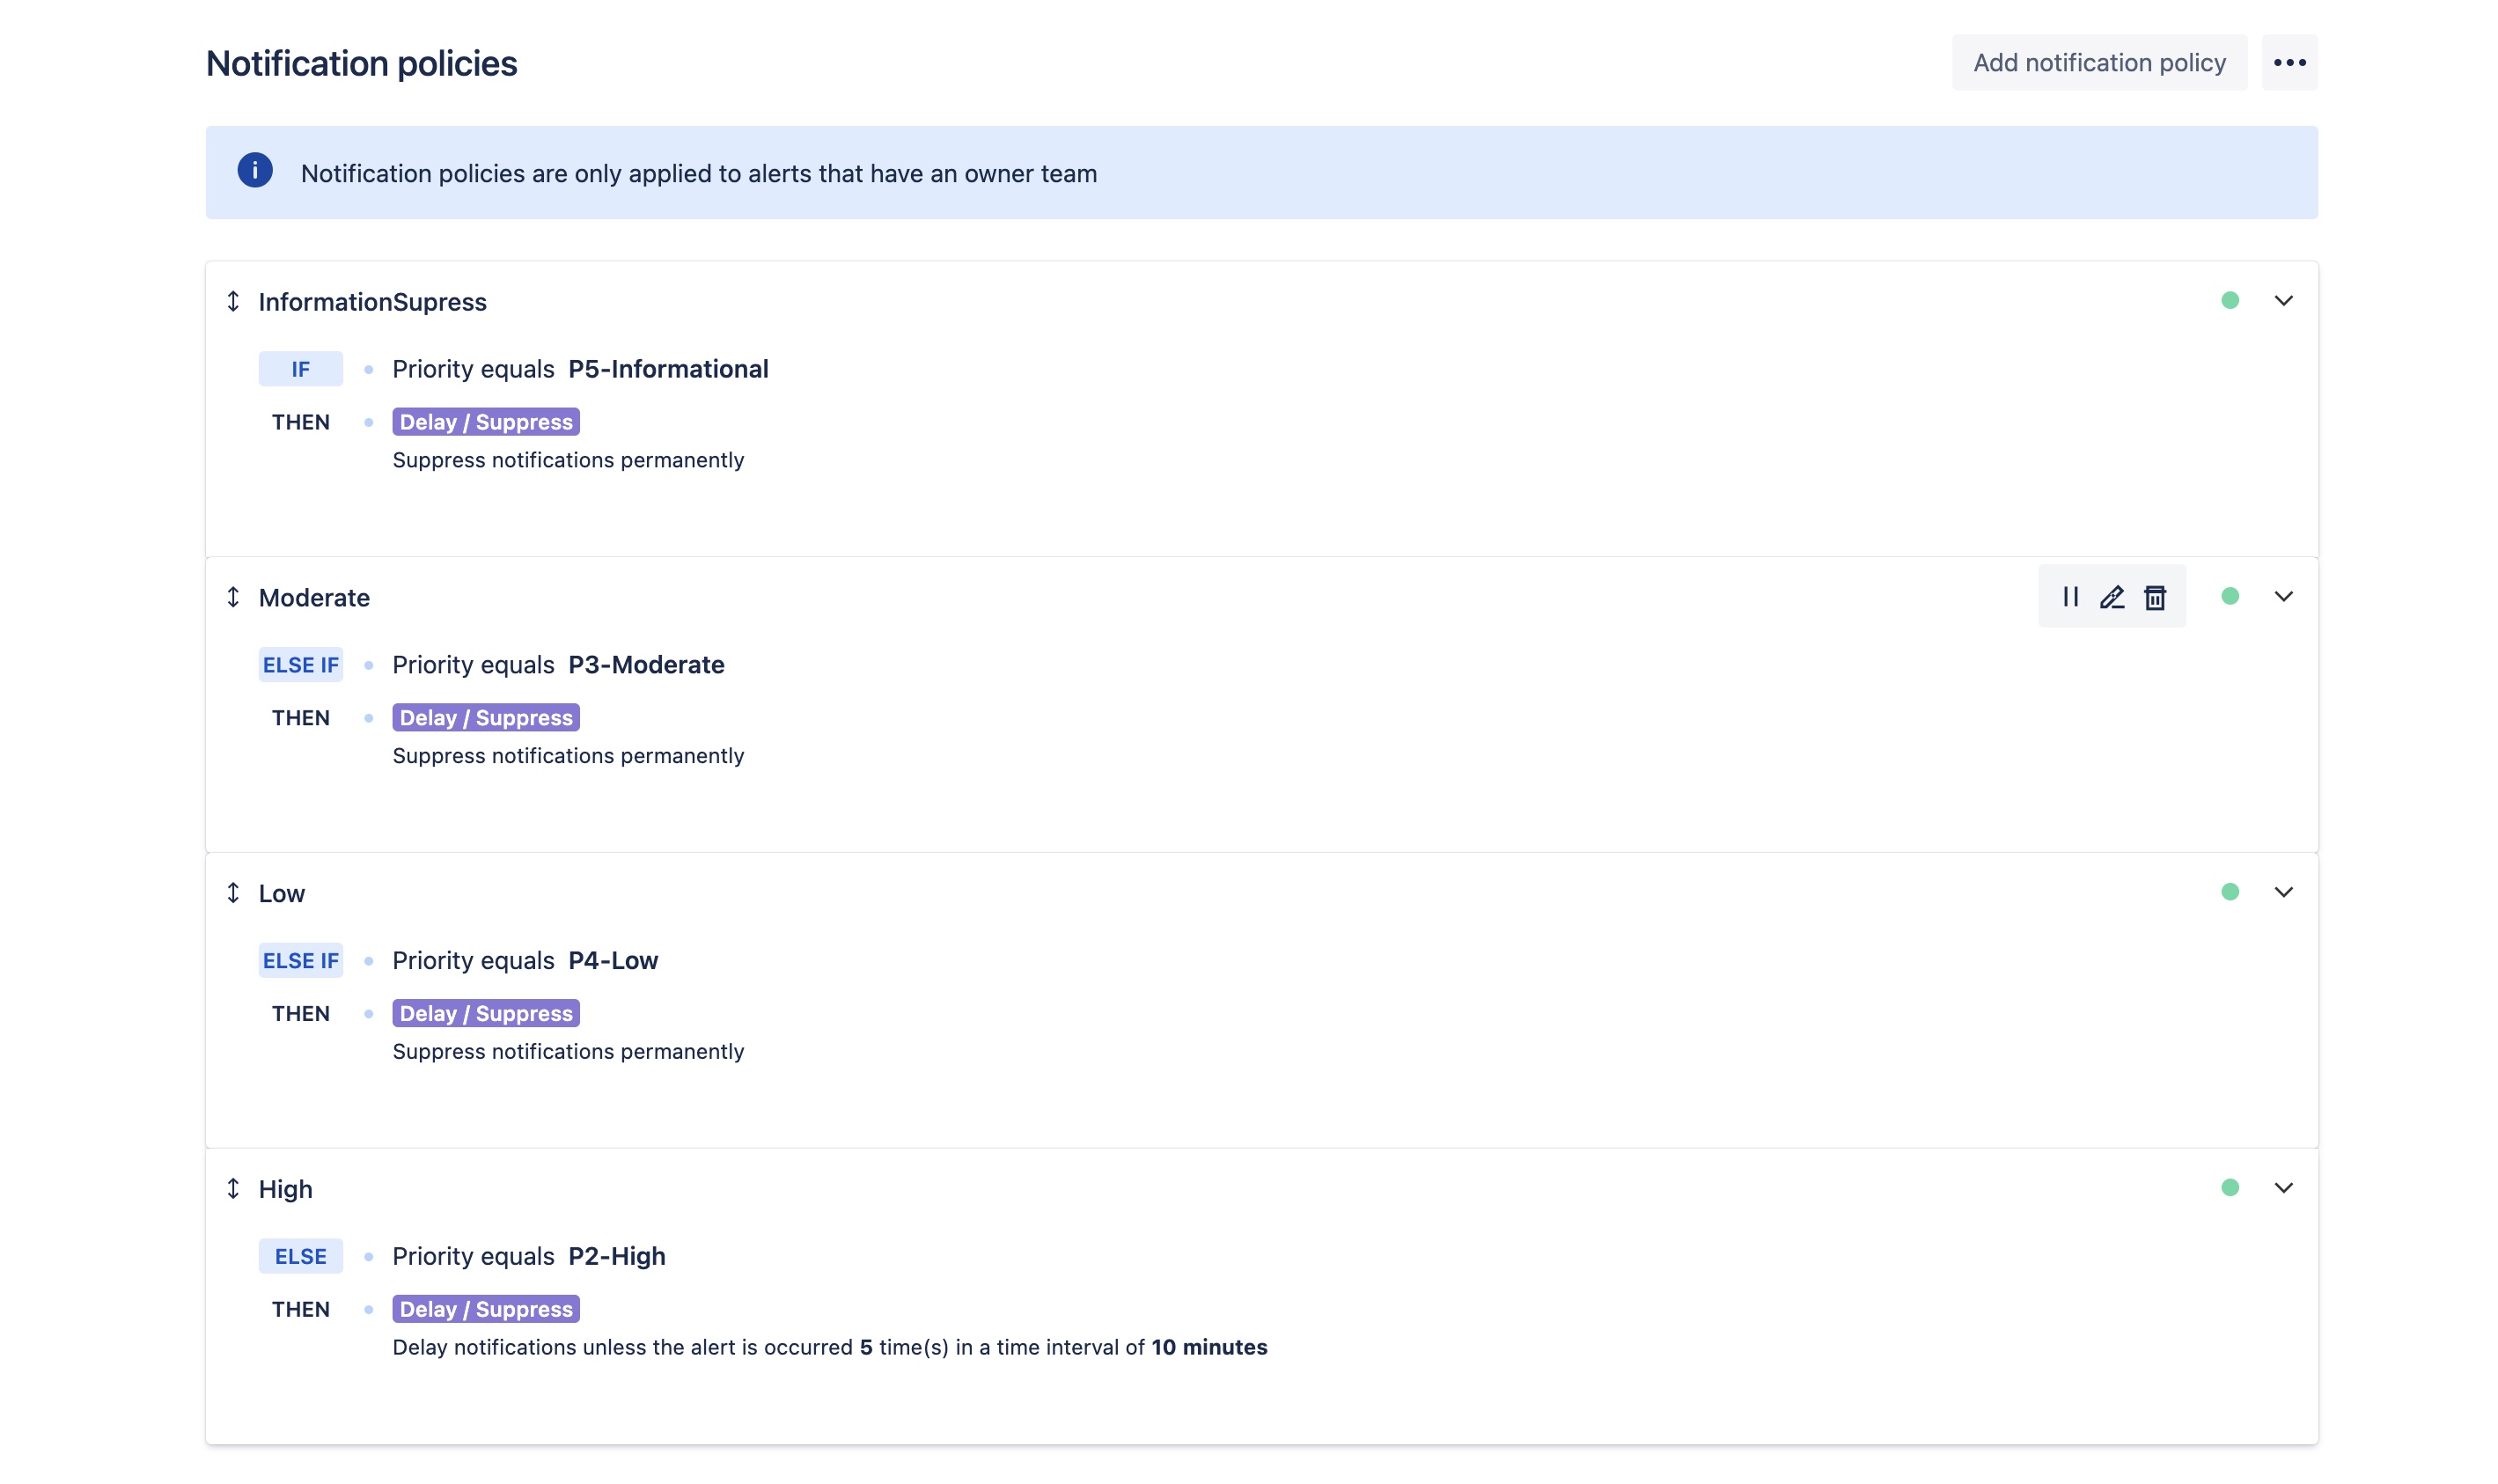 Notification policies
Add notification policy
Notification policies are only applied to alerts that have an owner team
InformationSupress
IF Priority equals P5-Informational
THEN Delay / Suppress
Suppress notifications permanently
Moderate
ELSE IF Priority equals P3-Moderate
THEN Delay / Suppress
Suppress notifications permanently
Low
ELSE IF Priority equals P4-Low
THEN Delay / Suppress
Suppress notifications permanently
High
ELSE Priority equals P2-High
THEN Delay / Suppress
Delay notifications unless the alert is occurred 5 time(s) in a time interval of 10 minutes